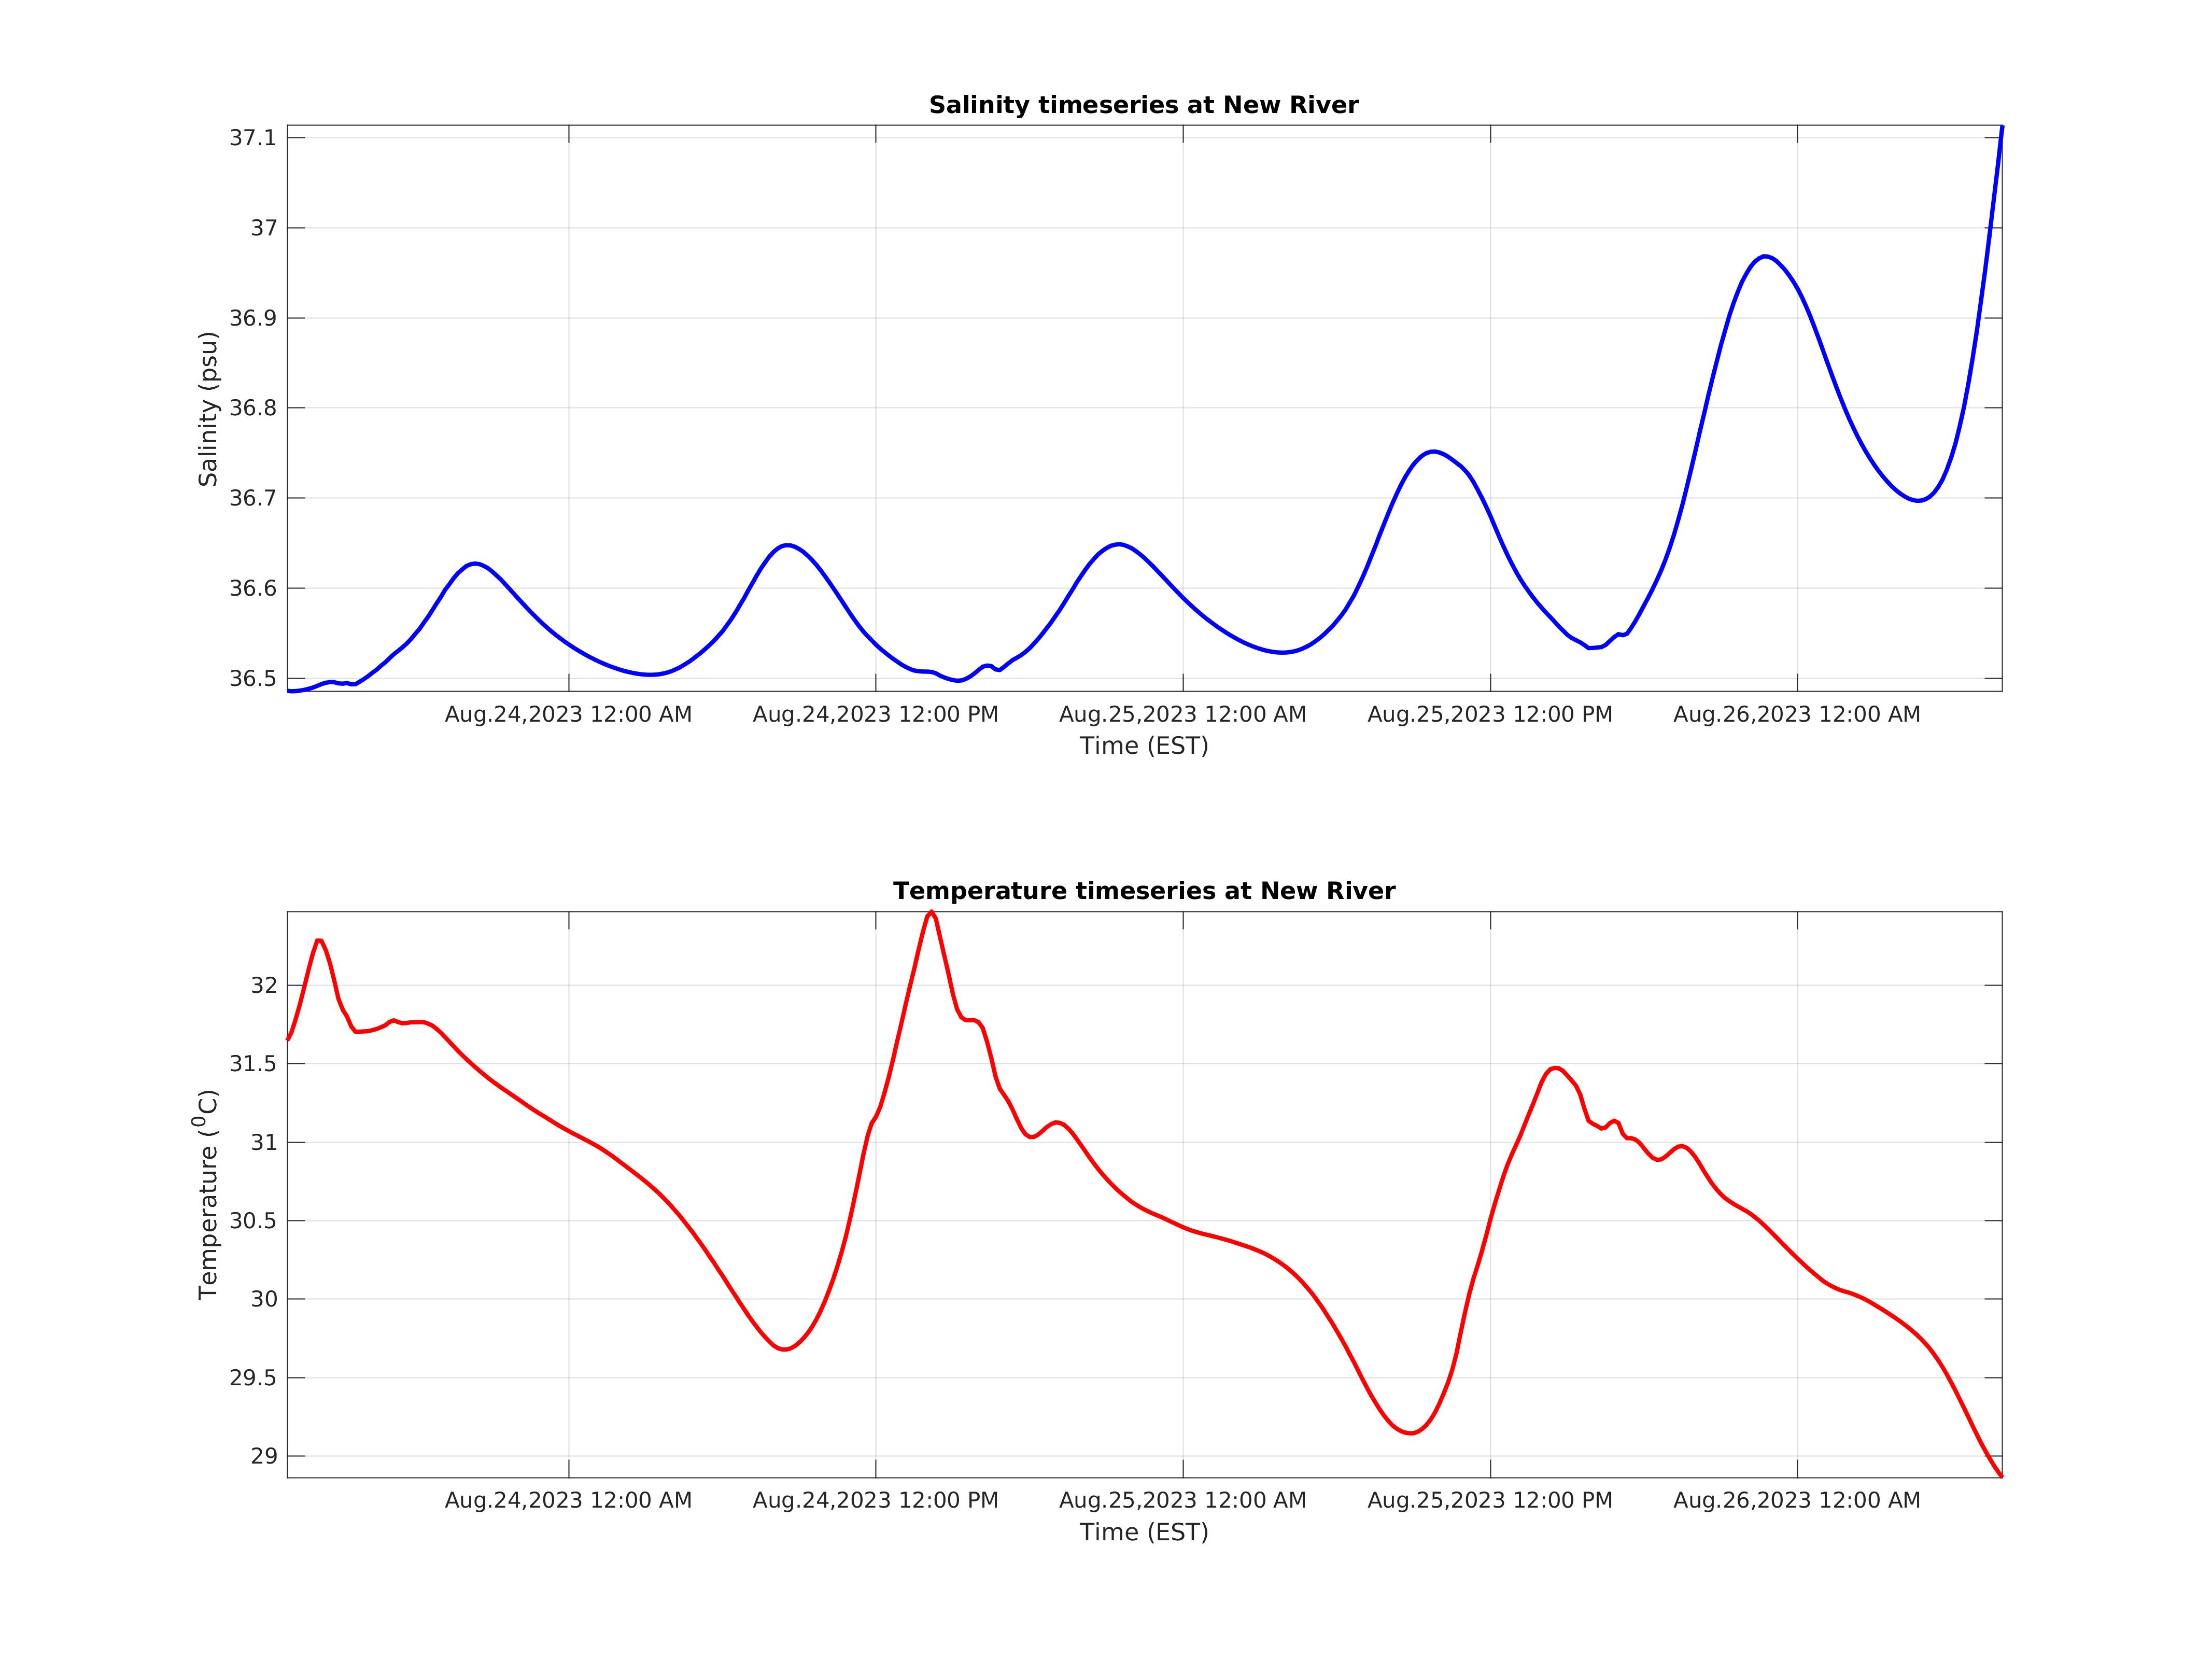 Salinity timeseries at New River
37.1
37
36.9
36.8
36.7
36.6
36.5
Salinity (psu)
Aug.24,2023 12:00 AM Aug.24,2023 12:00 PM Aug.25,2023 12:00 AM Aug.25,2023 12:00 PM Aug.26,2023 12:00 AM
Time (EST)
Temperature timeseries at New River
32
31.5
31
30.5
30
29.5
29
Temperature (⁰C)
Aug.24,2023 12:00 AM Aug.24,2023 12:00 PM Aug.25,2023 12:00 AM Aug.25,2023 12:00 PM Aug.26,2023 12:00 AM
Time (EST)